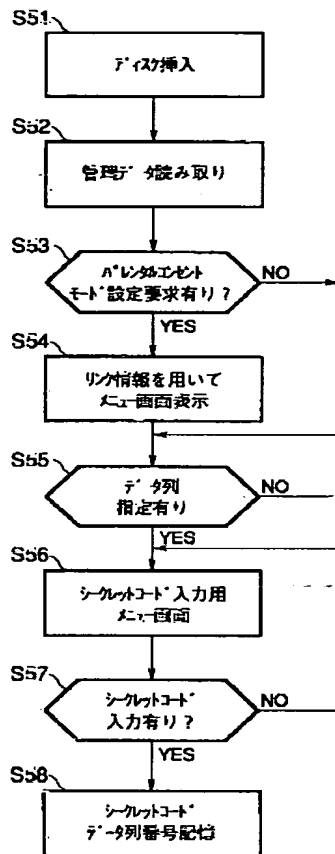 S51
ディスク挿入
S52
管理データ読み取り
S53
パレンタルコンセント
モード設定要求有り?
NO
YES
S54
リンク情報を用いて
メニュー画面表示
S55
データ列
指定有り
NO
YES
S56
シークレットコード入力用
メニュー画面
S57
シークレットコード
入力有り?
NO
YES
S58
シークレットコード
データ列番号記憶